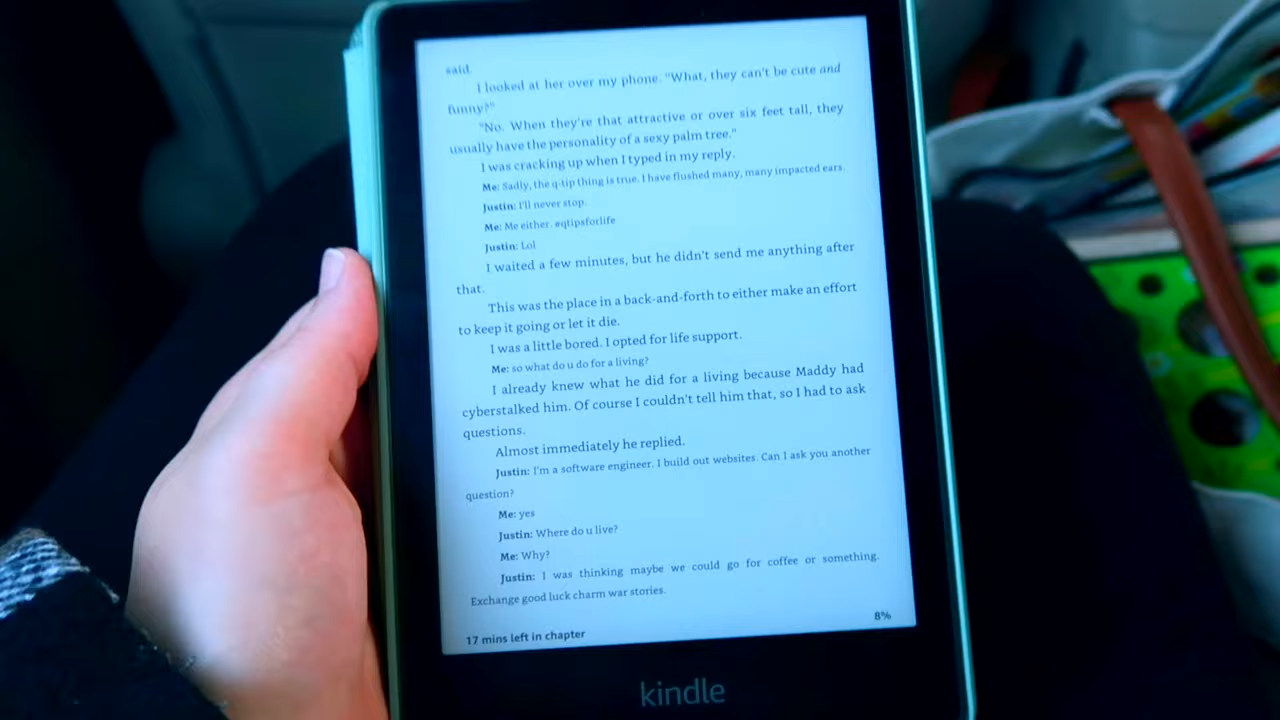 said.
I looked at her over my phone. "What, they can't be cute and
funny?"
"No. When they're that attractive or over six feet tall, they
usually have the personality of a sexy palm tree."
I was cracking up when I typed in my reply.
Me: Sadly, the q-tip thing is true. I have flushed many, many impacted ears.
Justin: I'll never stop.
Me: Me either. #qtipsforlife
Justin: Lol
I waited a few minutes, but he didn't send me anything after
that.
This was the place in a back-and-forth to either make an effort
to keep it going or let it die.
I was a little bored. I opted for life support.
Me: so what do u do for a living?
I already knew what he did for a living because Maddy had
cyberstalked him. Of course I couldn't tell him that, so I had to ask
questions.
Almost immediately he replied.
Justin: I'm a software engineer. I build out websites. Can I ask you another
question?
Me: yes
Justin: Where do u live?
Me: Why?
Justin: I was thinking maybe we could go for coffee or something.
Exchange good luck charm war stories.
17 mins left in chapter 8%
kindle